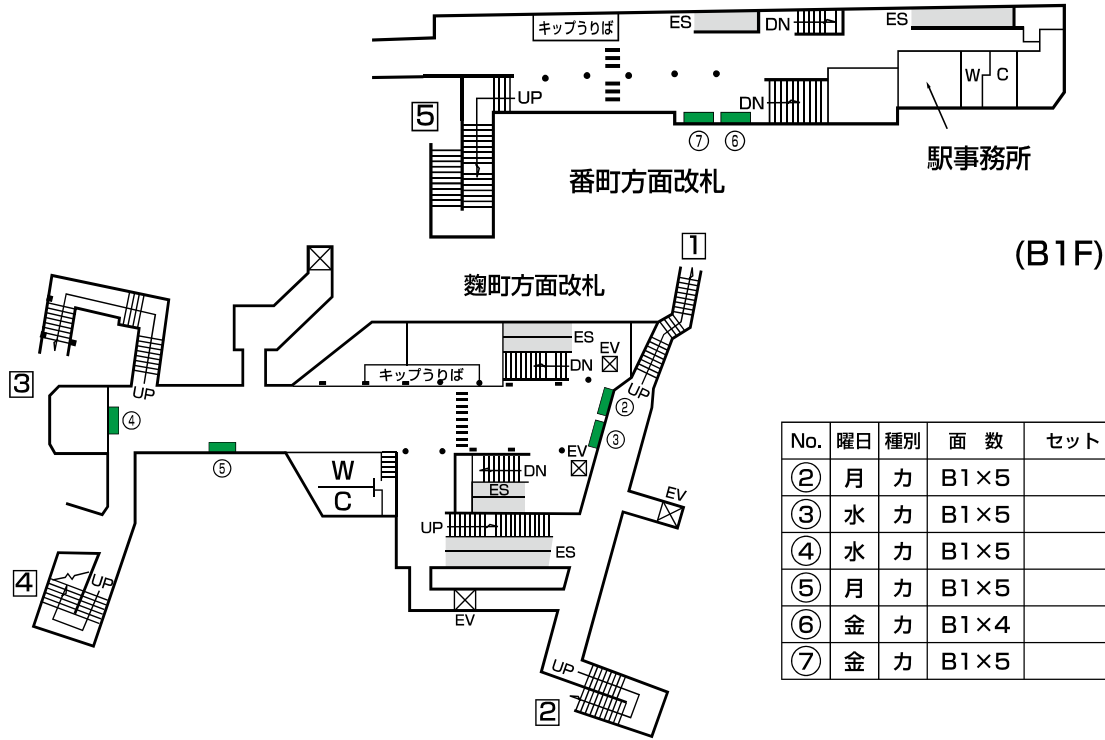 キップうりば
ES
DN
ES
UP
DN
W C
5
⑦ ⑥
駅事務所
番町方面改札
(B1F)
1
麴町方面改札
ES
EV
DN
キップうりば
3
UP
UP
④
②
③
⑤
EV
W
C
DN
ES
EV
UP
ES
4
UP
EV
UP
2
No. 曜日 種別 面 数 セット
② 月 カ B1×5
③ 水 カ B1×5
④ 水 カ B1×5
⑤ 月 カ B1×5
⑥ 金 カ B1×4
⑦ 金 カ B1×5